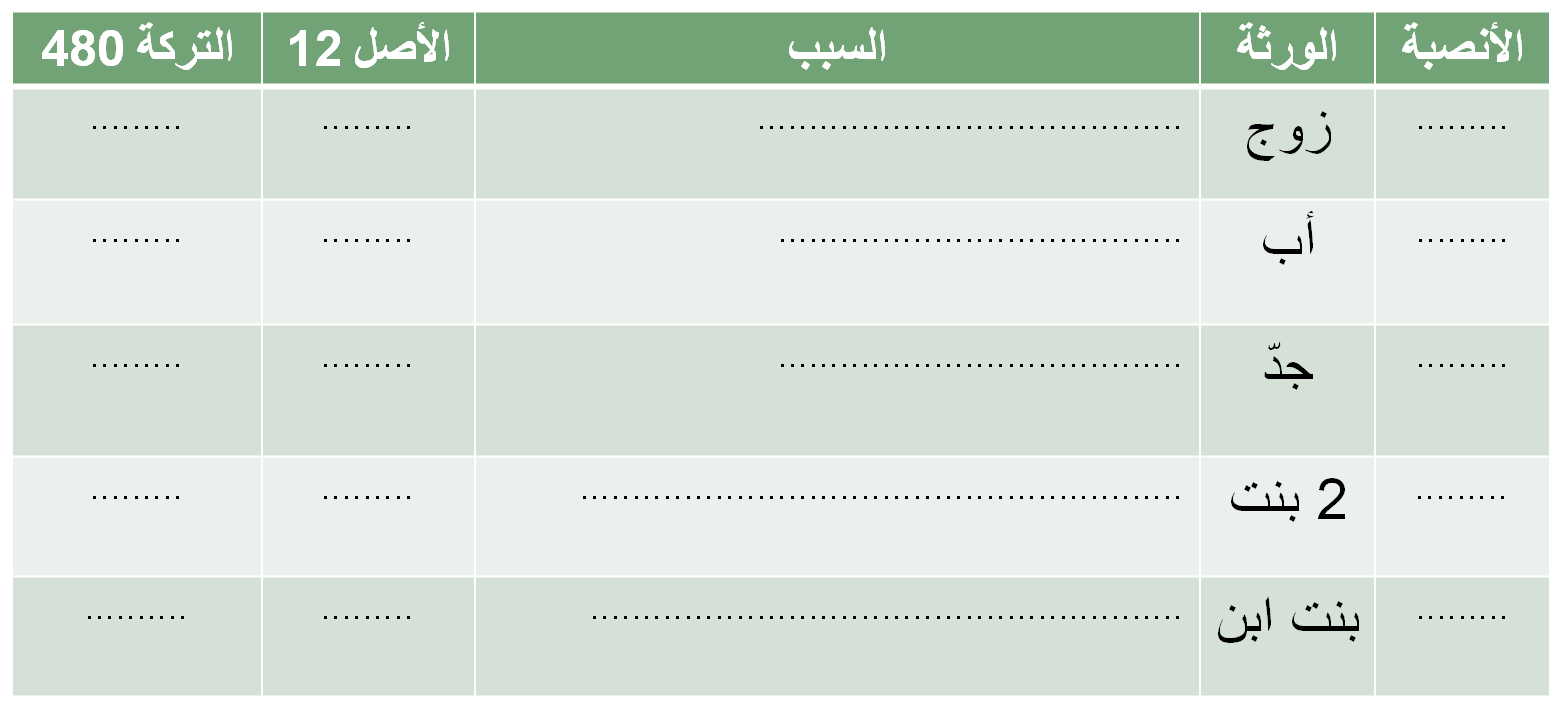 الأنصبة الورثة السبب الأصل 12 التركة 480
......... زوج ......................................... ......... .........
......... أب ....................................... ......... .........
......... جدّ ....................................... ......... .........
......... 2 بنت .......................................................... ......... .........
......... بنت ابن ......................................................... ......... ..........